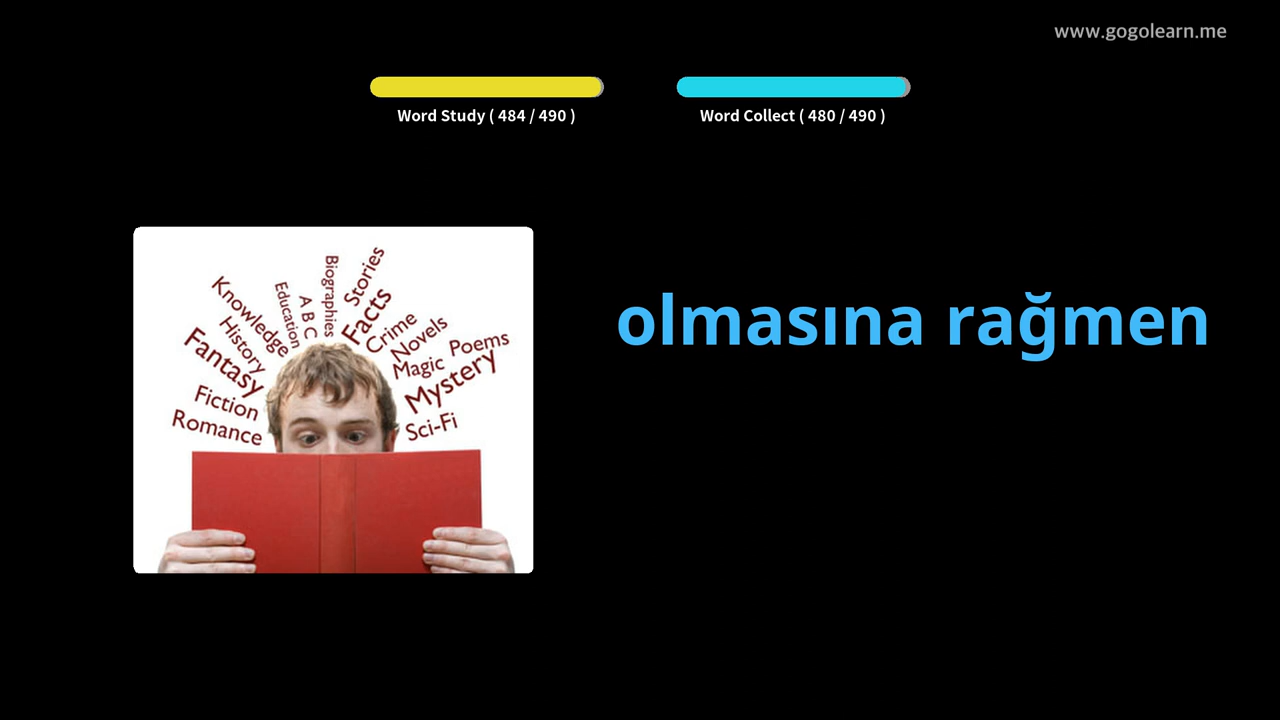 www.gogolearn.me
Word Study ( 484 / 490 )
Word Collect ( 480 / 490 )
olmasına rağmen
Knowledge
Education
A B C
Biographies
Stories
Facts
History
Crime
Novels
Fantasy
Magic
Poems
Fiction
Mystery
Romance
Sci-Fi